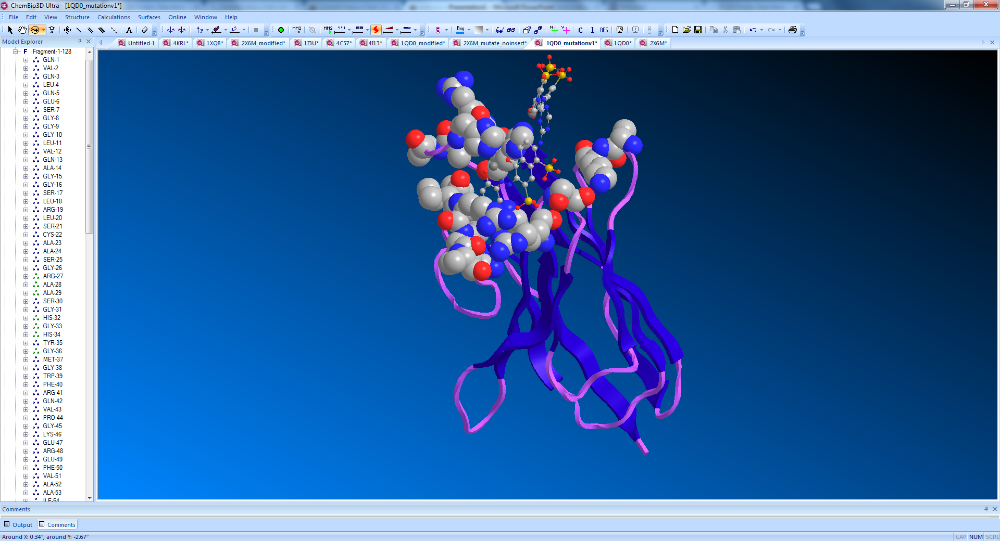 ChemBio3D Ultra - [1QD0_mutationv1*]
File Edit View Structure Calculations Surfaces Online Window Help
A MM2 MM2 Bkg M V C 1 RES
Model Explorer
Untitled-1 4KRL* 1XQ8* 2X6M_modified* 1I3U* 4C57* 4I13* 1QD0_modified* 2X6M_mutate_noinsert* 1QD0_mutationv1* 1QD0* 2X6M*
F Fragment-1-128
GLN-1
VAL-2
GLN-3
LEU-4
GLN-5
GLU-6
SER-7
GLY-8
GLY-9
GLY-10
LEU-11
VAL-12
GLN-13
ALA-14
GLY-15
GLY-16
SER-17
LEU-18
ARG-19
LEU-20
SER-21
CYS-22
ALA-23
ALA-24
SER-25
GLY-26
ARG-27
ALA-28
ALA-29
SER-30
GLY-31
HIS-32
GLY-33
HIS-34
TYR-35
GLY-36
MET-37
GLY-38
TRP-39
PHE-40
ARG-41
GLN-42
VAL-43
PRO-44
GLY-45
LYS-46
GLU-47
ARG-48
GLU-49
PHE-50
VAL-51
ALA-52
ALA-53
ILE-54
Comments
Output Comments
Around X: 0.34°, around Y: -2.67°
CAP NUM SCRL